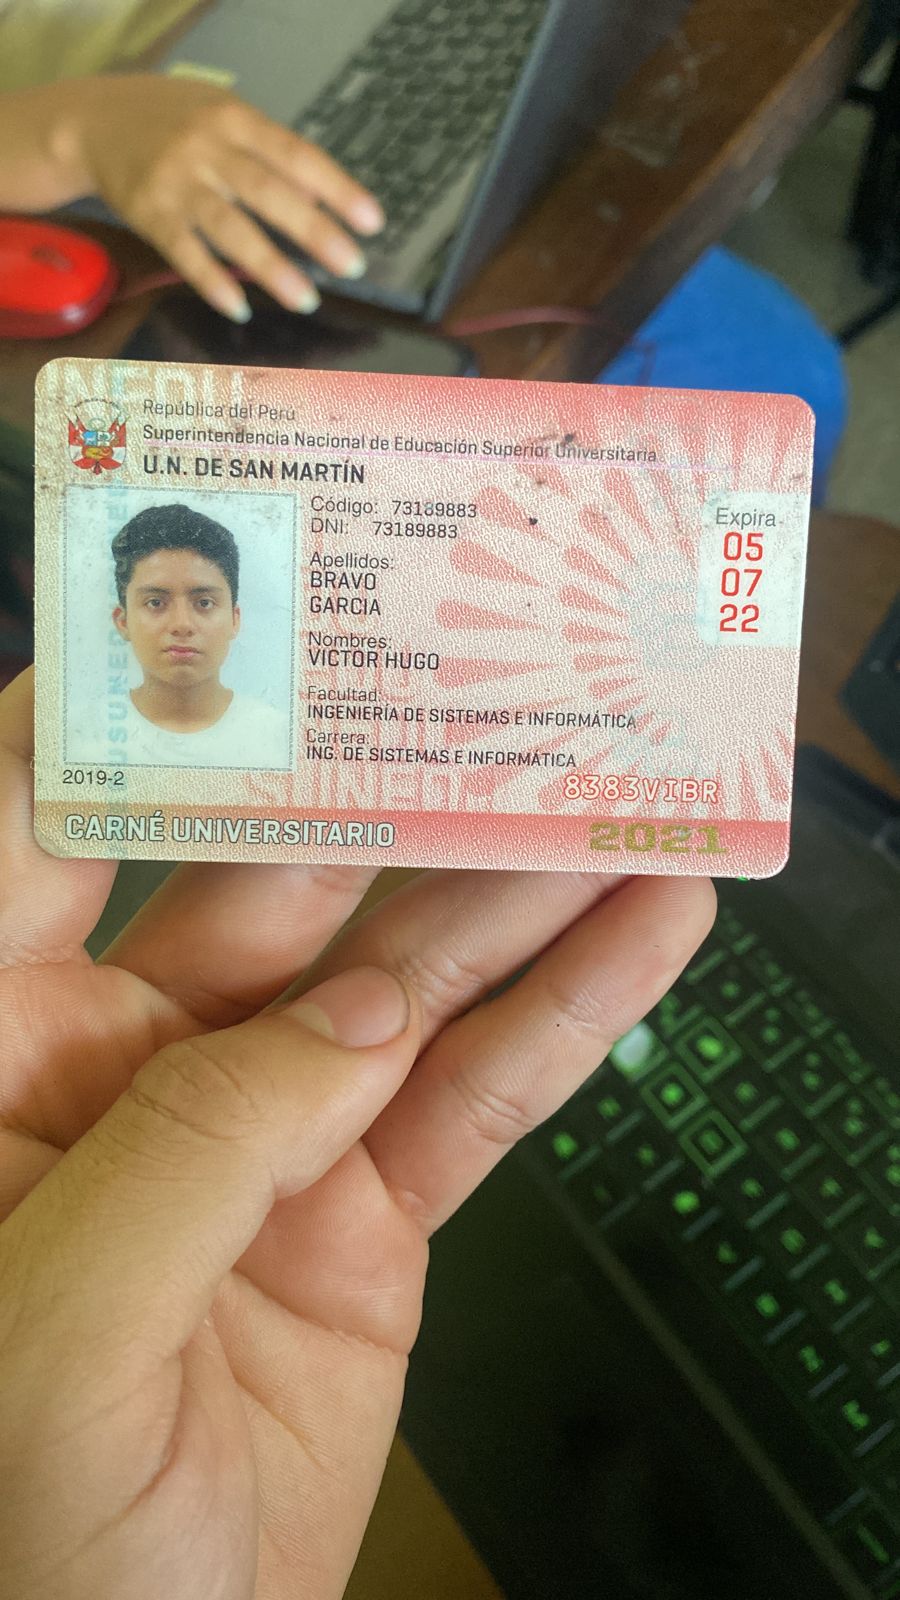 República del Perú
Superintendencia Nacional de Educación Superior Universitaria
U.N. DE SAN MARTÍN
Código: 73189883
DNI: 73189883
Expira
05
07
22
Apellidos:
BRAVO
GARCIA
Nombres:
VICTOR HUGO
Facultad:
INGENIERÍA DE SISTEMAS E INFORMÁTICA
Carrera:
ING. DE SISTEMAS E INFORMÁTICA
2019-2
8383VIBR
CARNÉ UNIVERSITARIO
2021